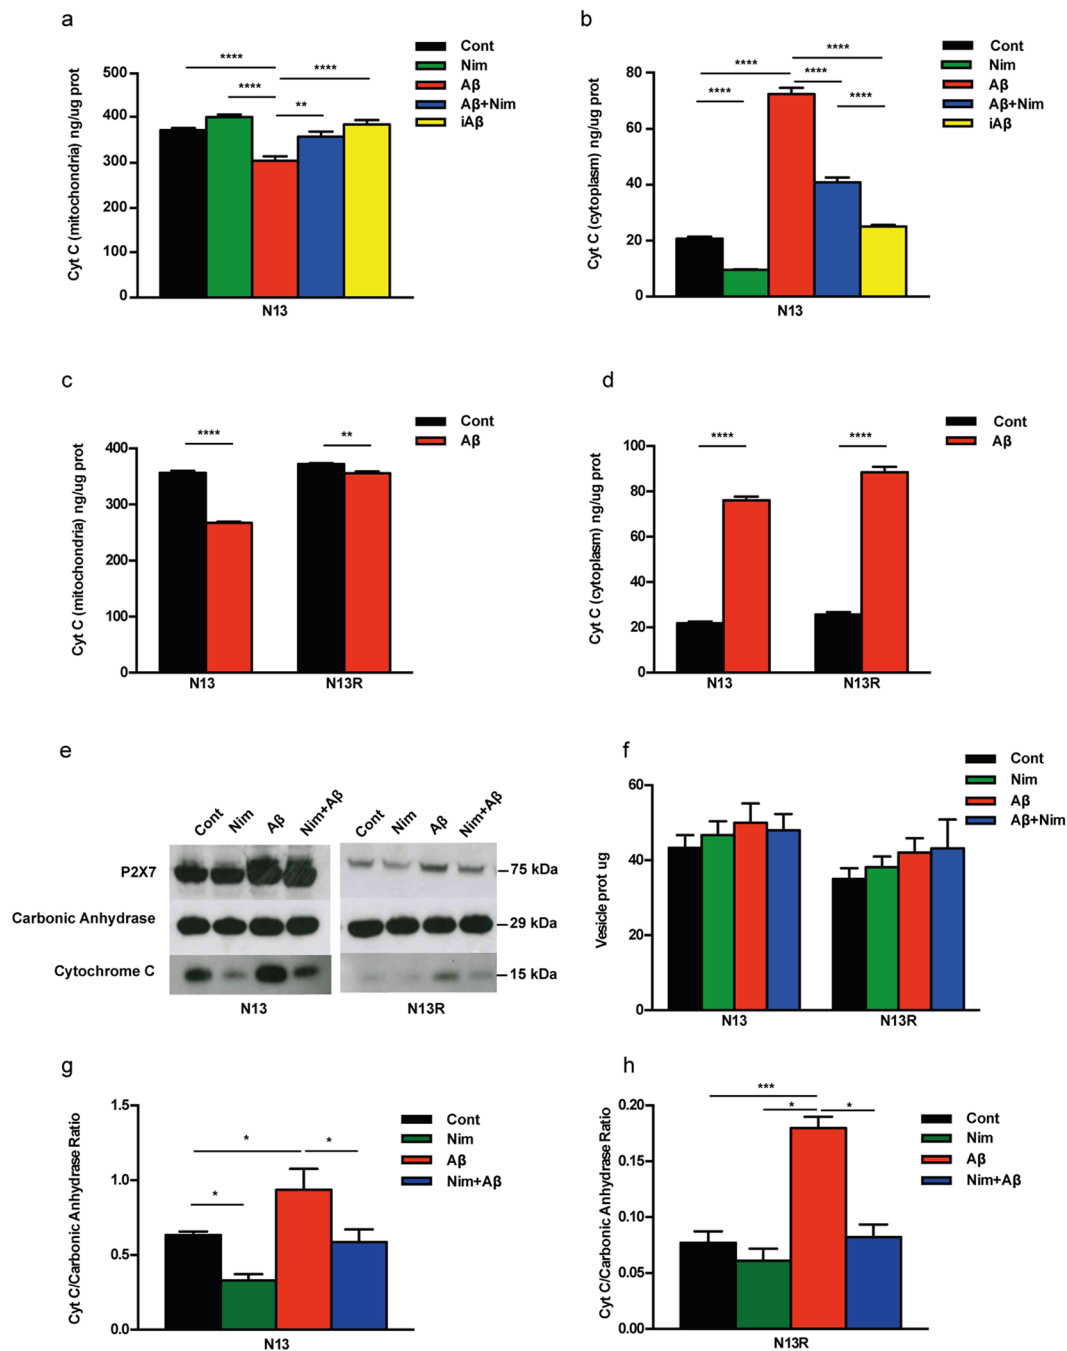 a
Cont
Nim
Aβ
Aβ+Nim
iAβ
****
****
****
**
500
400
300
200
100
0
Cyt C (mitochondria) ng/ug prot
N13
b
Cont
Nim
Aβ
Aβ+Nim
iAβ
****
****
****
****
****
80
60
40
20
0
Cyt C (cytoplasm) ng/ug prot
N13
c
Cont
Aβ
****
**
400
300
200
100
0
Cyt C (mitochondria) ng/ug prot
N13
N13R
d
Cont
Aβ
****
****
100
80
60
40
20
0
Cyt C (cytoplasm) ng/ug prot
N13
N13R
e
Cont
Nim
Aβ
Nim+Aβ
Cont
Nim
Aβ
Nim+Aβ
P2X7
75 kDa
Carbonic Anhydrase
29 kDa
Cytochrome C
15 kDa
N13
N13R
f
Cont
Nim
Aβ
Aβ+Nim
60
40
20
0
Vesicle prot ug
N13
N13R
g
Cont
Nim
Aβ
Nim+Aβ
*
*
*
1.5
1.0
0.5
0.0
Cyt C/Carbonic Anhydrase Ratio
N13
h
Cont
Nim
Aβ
Nim+Aβ
***
*
*
0.20
0.15
0.10
0.05
0.00
Cyt C/Carbonic Anhydrase Ratio
N13R